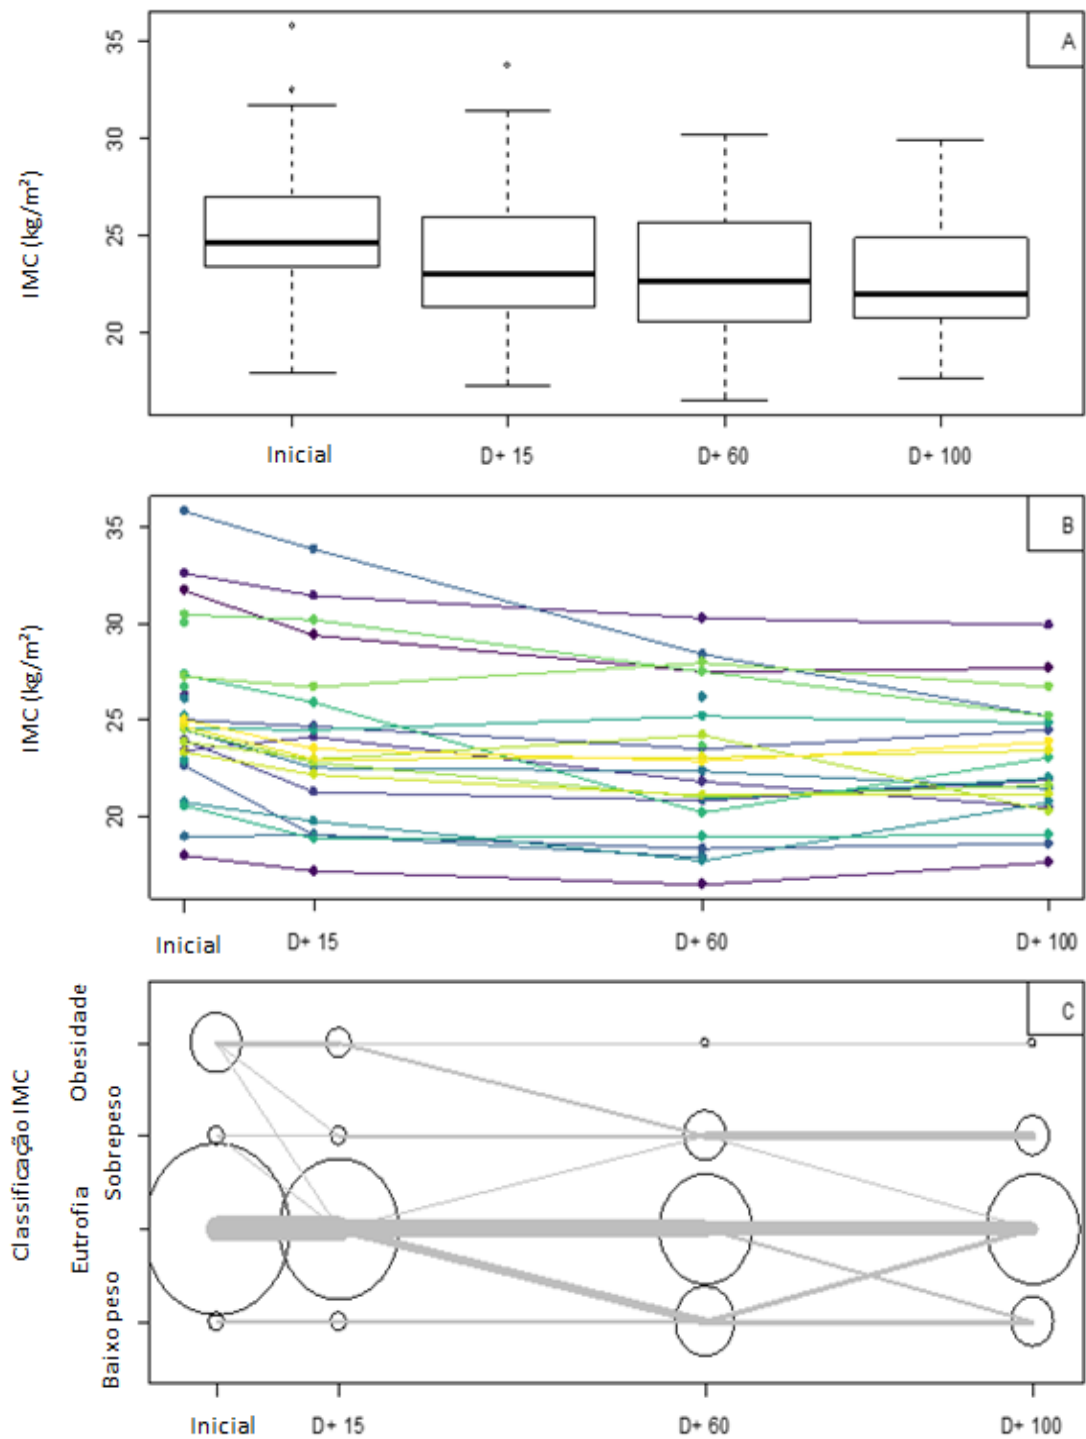 A
IMC (kg/m²)
35
30
25
20
Inicial D+ 15 D+ 60 D+ 100
B
IMC (kg/m²)
35
30
25
20
Inicial D+ 15 D+ 60 D+ 100
C
Classificação IMC
Obesidade
Sobrepeso
Eutrofia
Baixo peso
Inicial D+ 15 D+ 60 D+ 100